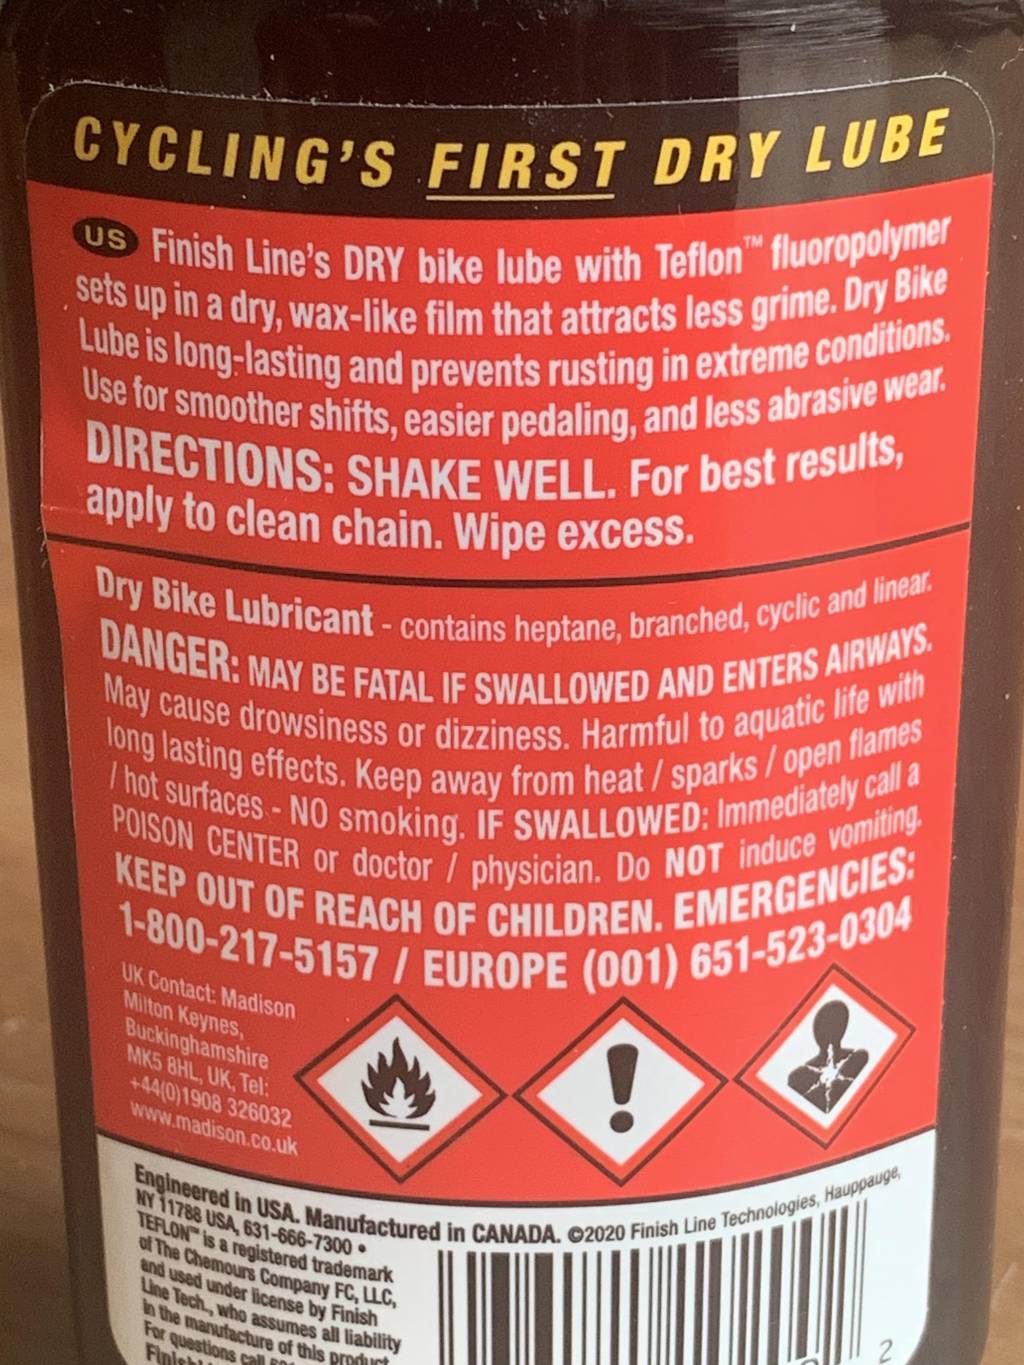 CYCLING'S FIRST DRY LUBE
US Finish Line's DRY bike lube with Teflon™ fluoropolymer
sets up in a dry, wax-like film that attracts less grime. Dry Bike
Lube is long-lasting and prevents rusting in extreme conditions.
Use for smoother shifts, easier pedaling, and less abrasive wear.
DIRECTIONS: SHAKE WELL. For best results,
apply to clean chain. Wipe excess.
Dry Bike Lubricant - contains heptane, branched, cyclic and linear.
DANGER: MAY BE FATAL IF SWALLOWED AND ENTERS AIRWAYS.
May cause drowsiness or dizziness. Harmful to aquatic life with
long lasting effects. Keep away from heat / sparks / open flames
/ hot surfaces - NO smoking. IF SWALLOWED: Immediately call a
POISON CENTER or doctor / physician. Do NOT induce vomiting.
KEEP OUT OF REACH OF CHILDREN. EMERGENCIES:
1-800-217-5157 / EUROPE (001) 651-523-0304
UK Contact: Madison
Milton Keynes,
Buckinghamshire
MK5 8HL, UK, Tel:
+44(0)1908 326032
www.madison.co.uk
Engineered in USA. Manufactured in CANADA. ©2020 Finish Line Technologies, Hauppauge,
NY 11788 USA, 631-666-7300 •
TEFLON™ is a registered trademark
of The Chemours Company FC, LLC,
and used under license by Finish
Line Tech., who assumes all liability
in the manufacture of this product
For questions call
2